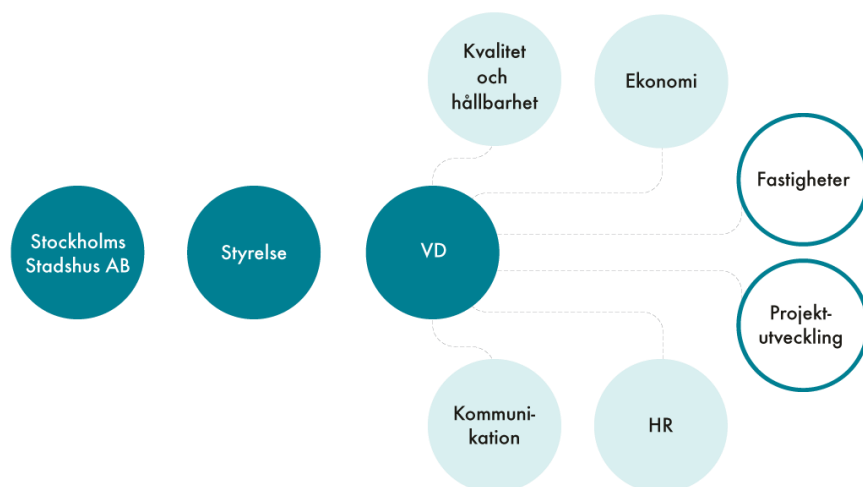 Kvalitet
och
hållbarhet
Ekonomi
Fastigheter
Stockholms
Stadshus AB
Styrelse
VD
Projekt-
utveckling
Kommuni-
kation
HR